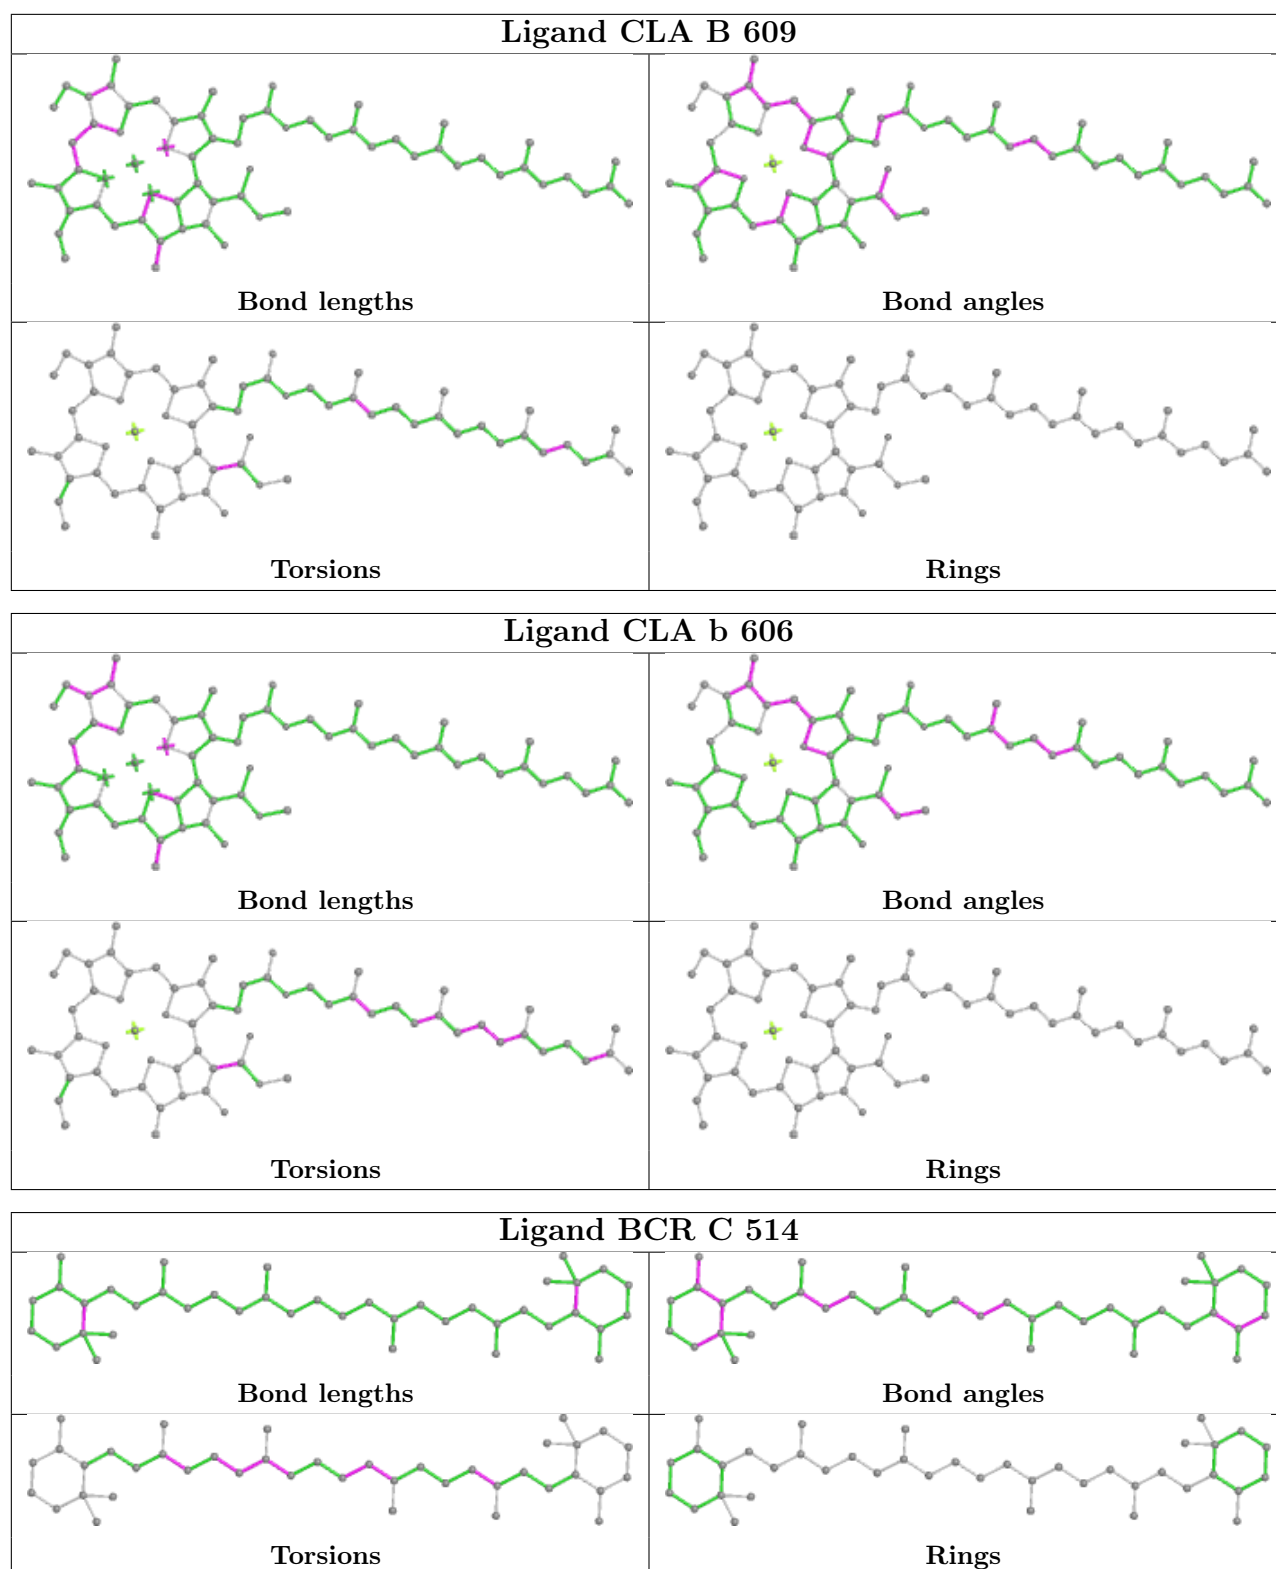 Ligand CLA B 609
Bond lengths
Bond angles
Torsions
Rings
Ligand CLA b 606
Bond lengths
Bond angles
Torsions
Rings
Ligand BCR C 514
Bond lengths
Bond angles
Torsions
Rings